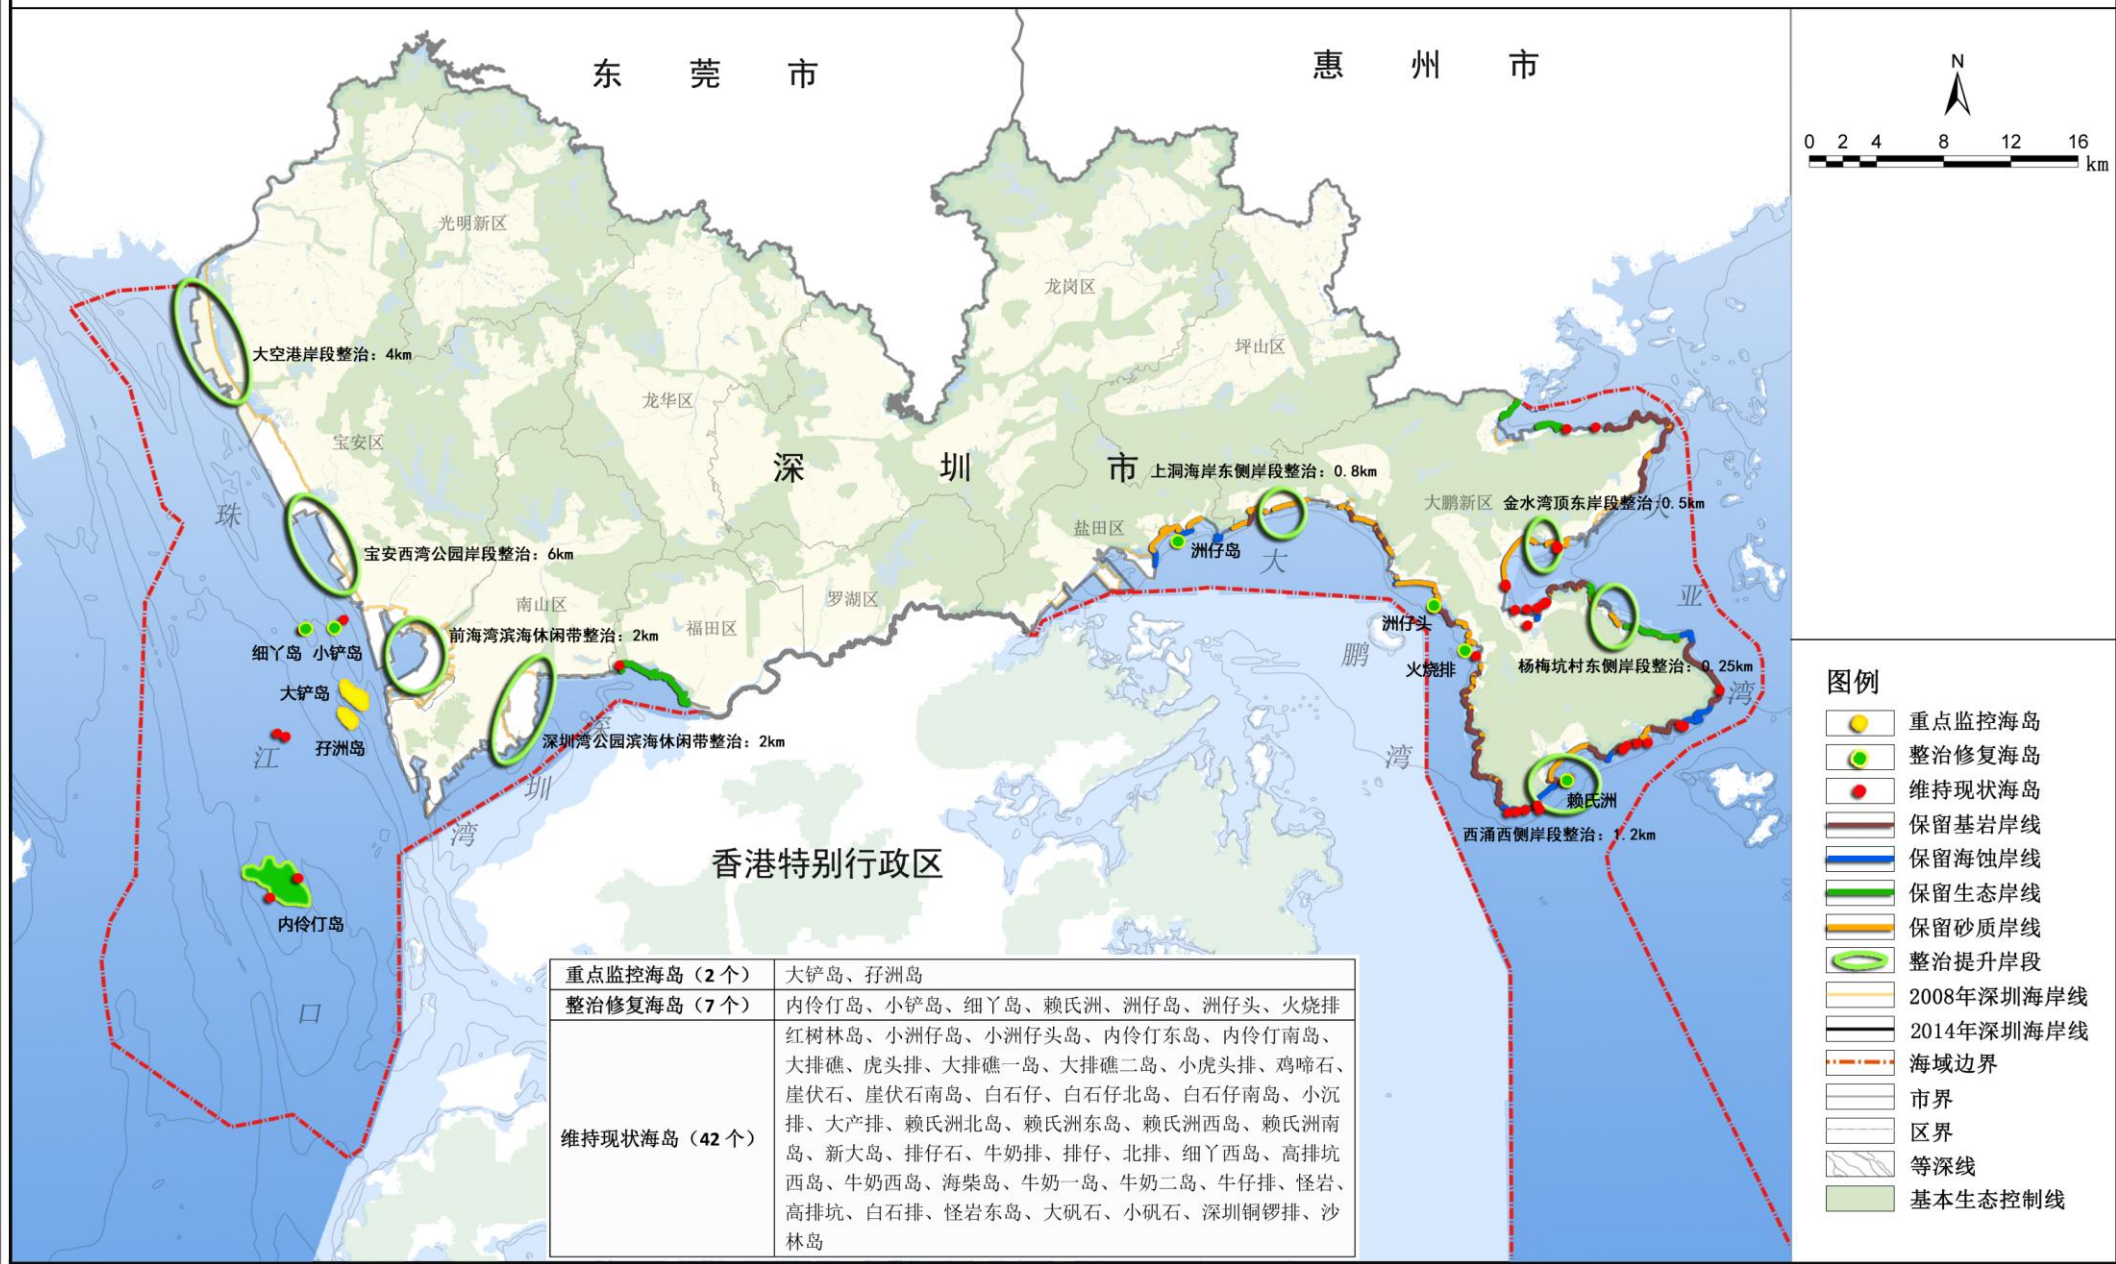 东 莞 市
惠 州 市
N
0 2 4 8 12 16
km
光明新区
龙岗区
坪山区
大空港岸段整治：4km
龙华区
宝安区
深 圳 市
上洞海岸东侧岸段整治：0.8km
大鹏新区
金水湾顶东岸段整治:0.5km
珠
江
口
大
亚
湾
盐田区
洲仔岛
大
鹏
湾
宝安西湾公园岸段整治：6km
南山区
罗湖区
福田区
前海湾滨海休闲带整治：2km
洲仔头
火烧排
细丫岛
小铲岛
杨梅坑村东侧岸段整治：0.25km
大铲岛
孖洲岛
深
圳
湾
深圳湾公园滨海休闲带整治：2km
赖氏洲
西涌西侧岸段整治：1.2km
香港特别行政区
内伶仃岛
重点监控海岛（2 个） 大铲岛、孖洲岛
整治修复海岛（7 个） 内伶仃岛、小铲岛、细丫岛、赖氏洲、洲仔岛、洲仔头、火烧排
维持现状海岛（42 个）
红树林岛、小洲仔岛、小洲仔头岛、内伶仃东岛、内伶仃南岛、
大排礁、虎头排、大排礁一岛、大排礁二岛、小虎头排、鸡啼石、
崖伏石、崖伏石南岛、白石仔、白石仔北岛、白石仔南岛、小沉
排、大产排、赖氏洲北岛、赖氏洲东岛、赖氏洲西岛、赖氏洲南
岛、新大岛、排仔石、牛奶排、排仔、北排、细丫西岛、高排坑
西岛、牛奶西岛、海柴岛、牛奶一岛、牛奶二岛、牛仔排、怪岩、
高排坑、白石排、怪岩东岛、大矾石、小矾石、深圳铜锣排、沙
林岛
图例
重点监控海岛
整治修复海岛
维持现状海岛
保留基岩岸线
保留海蚀岸线
保留生态岸线
保留砂质岸线
整治提升岸段
2008年深圳海岸线
2014年深圳海岸线
海域边界
市界
区界
等深线
基本生态控制线